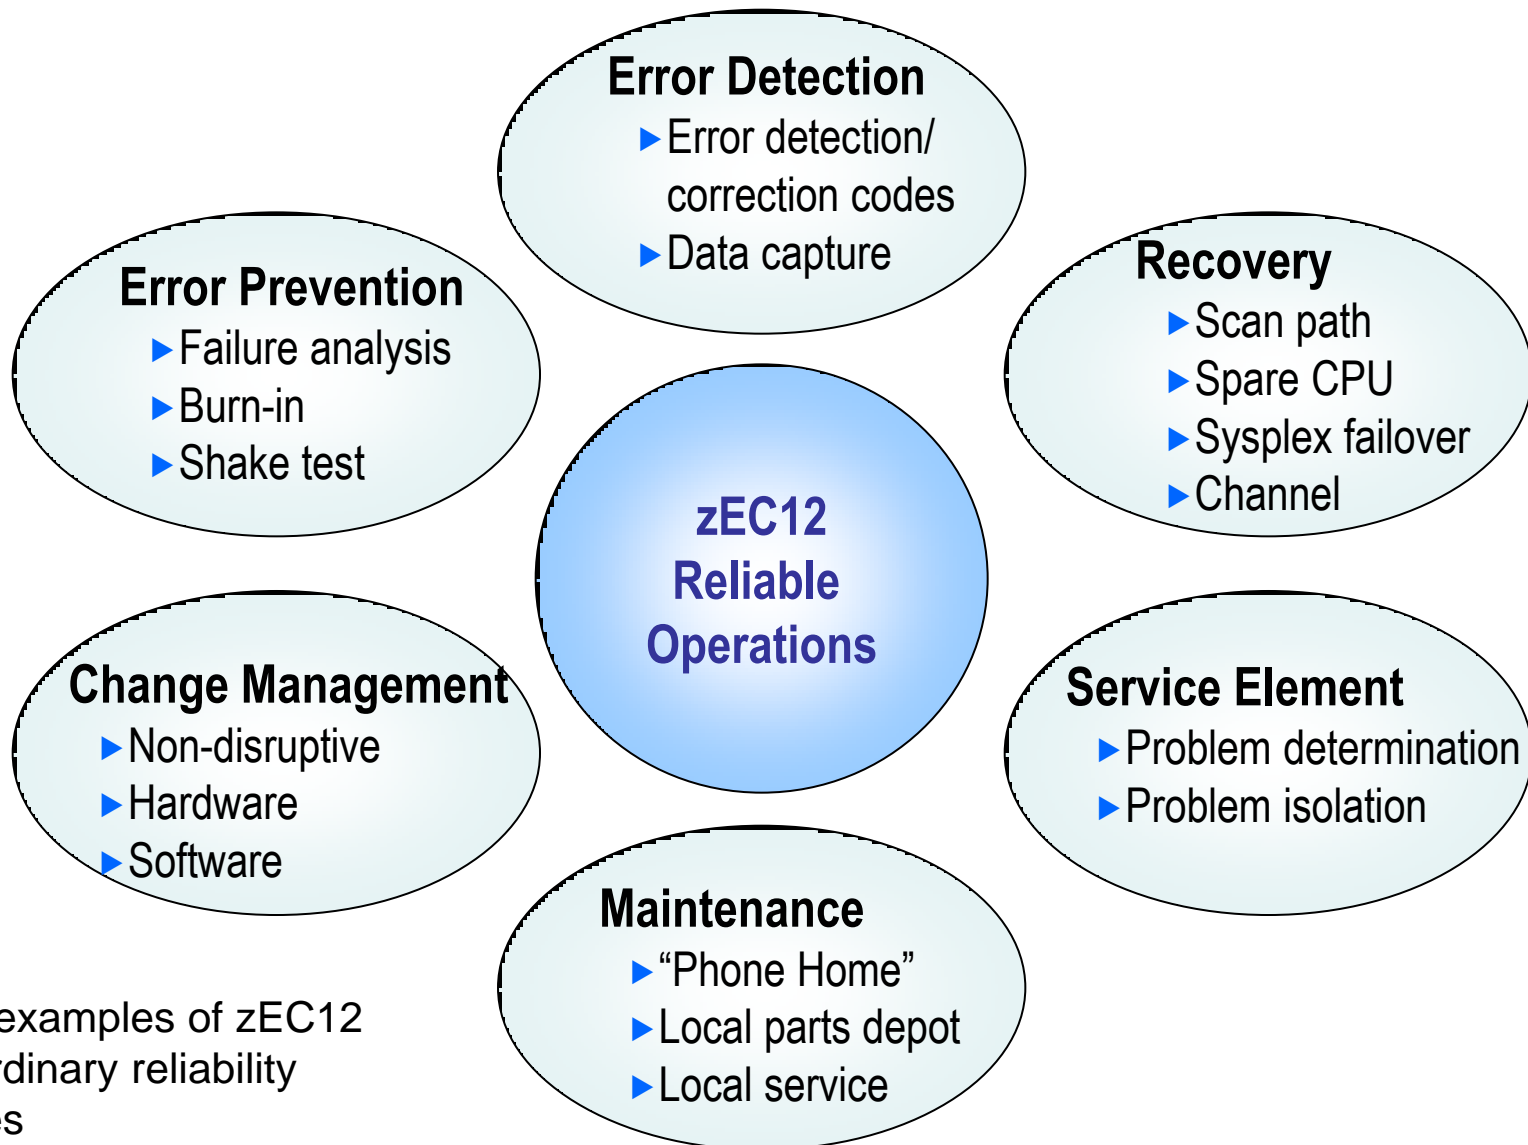 Error Detection
Error detection/
correction codes
Data capture
Error Prevention
Failure analysis
Burn-in
Shake test
Recovery
Scan path
Spare CPU
Sysplex failover
Channel
zEC12
Reliable
Operations
Change Management
Non-disruptive
Hardware
Software
Service Element
Problem determination
Problem isolation
Maintenance
“Phone Home”
Local parts depot
Local service
examples of zEC12
reliability